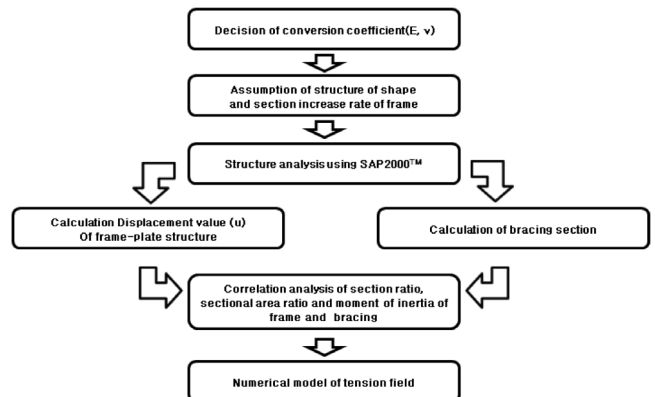 Decision of conversion coefficient(E, ν)
Assumption of structure of shape
and section increase rate of frame
Structure analysis using SAP2000™
Calculation Displacement value (u)
Of frame-plate structure
Calculation of bracing section
Correlation analysis of section ratio,
sectional area ratio and moment of inertia of
frame and bracing
Numerical model of tension field